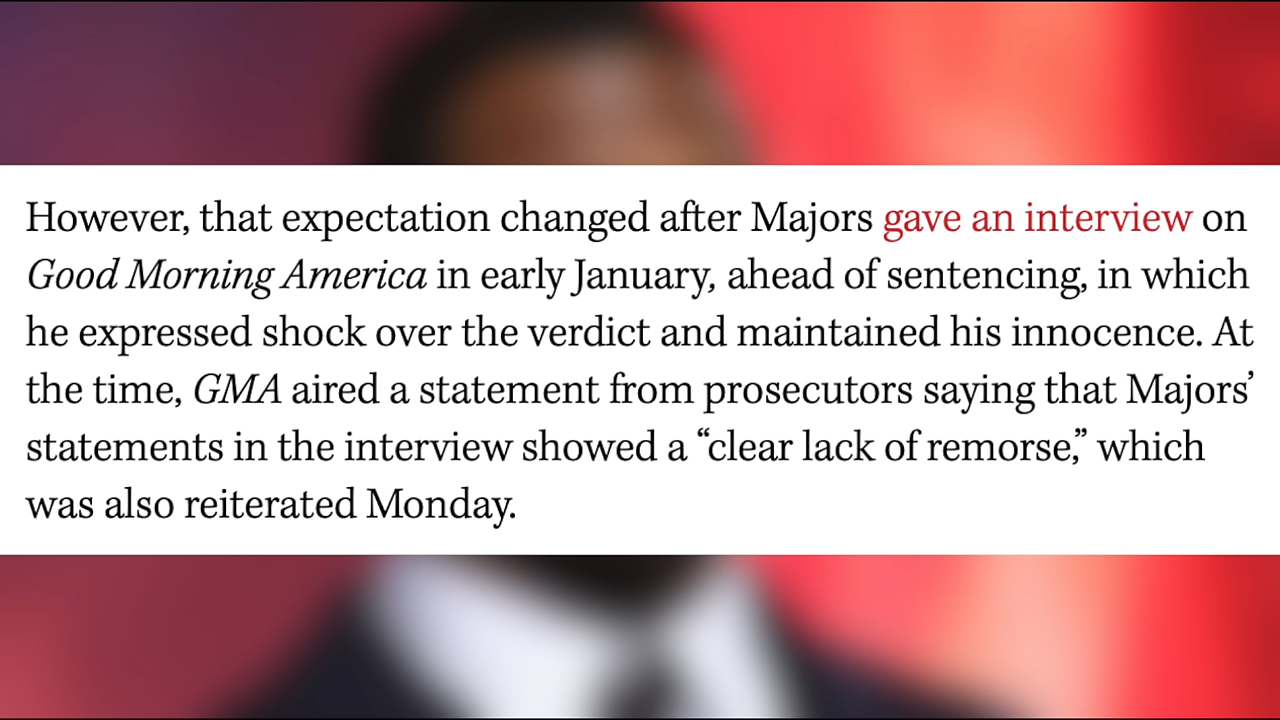 However, that expectation changed after Majors gave an interview on
Good Morning America in early January, ahead of sentencing, in which
he expressed shock over the verdict and maintained his innocence. At
the time, GMA aired a statement from prosecutors saying that Majors’
statements in the interview showed a “clear lack of remorse,” which
was also reiterated Monday.